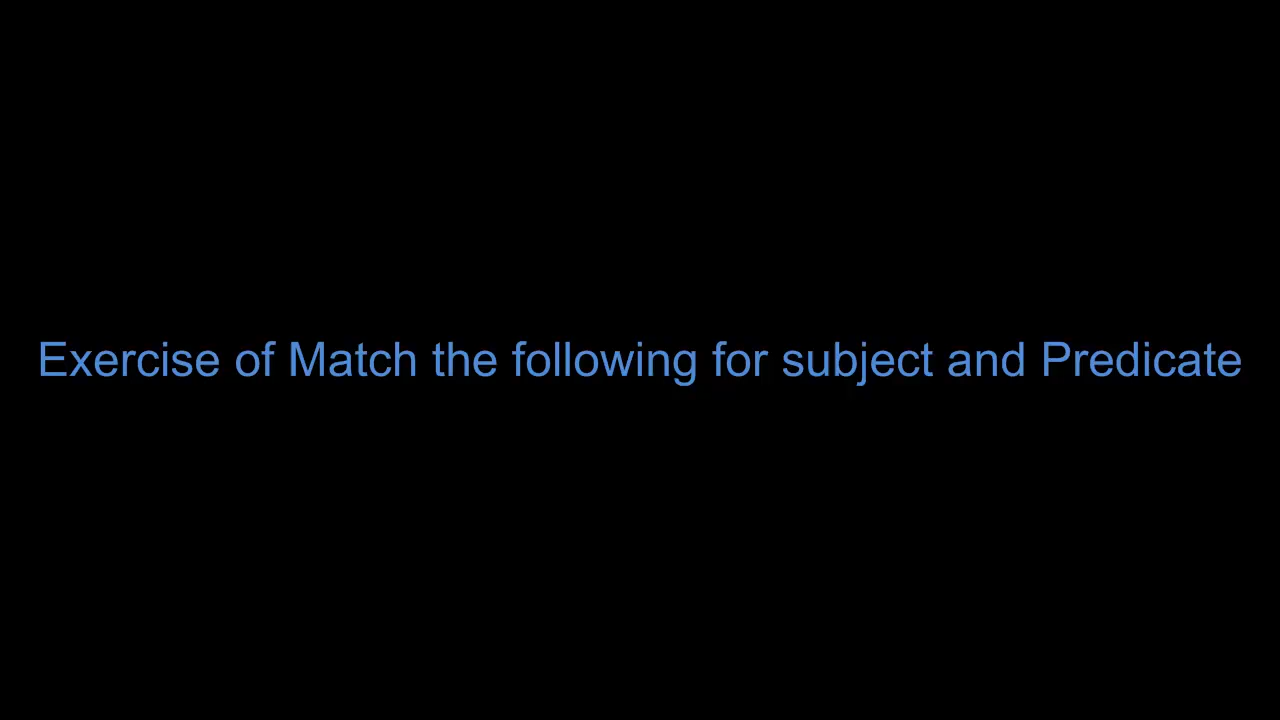 Exercise of Match the following for subject and Predicate